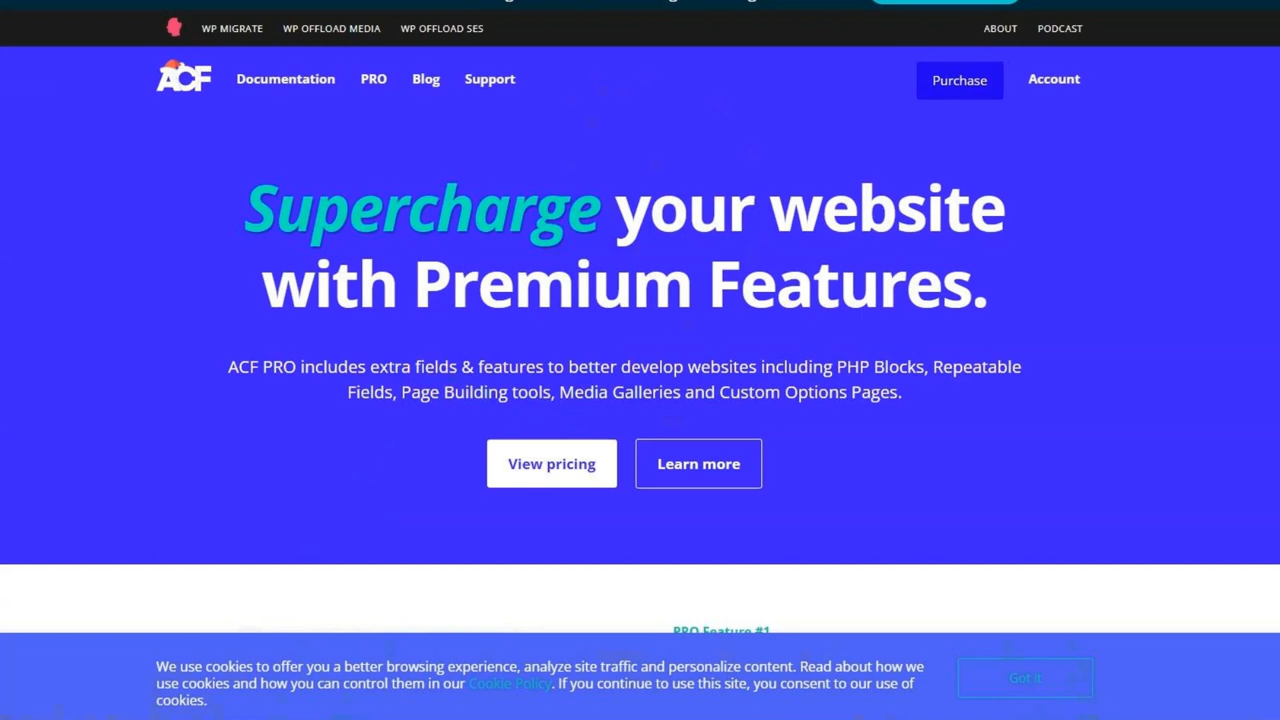 WP MIGRATE WP OFFLOAD MEDIA WP OFFLOAD SES ABOUT PODCAST
ACF Documentation PRO Blog Support Purchase Account
Supercharge your website
with Premium Features.
ACF PRO includes extra fields & features to better develop websites including PHP Blocks, Repeatable
Fields, Page Building tools, Media Galleries and Custom Options Pages.
View pricing Learn more
PRO Feature #1
We use cookies to offer you a better browsing experience, analyze site traffic and personalize content. Read about how we
use cookies and how you can control them in our Cookie Policy. If you continue to use this site, you consent to our use of
cookies.
Got it